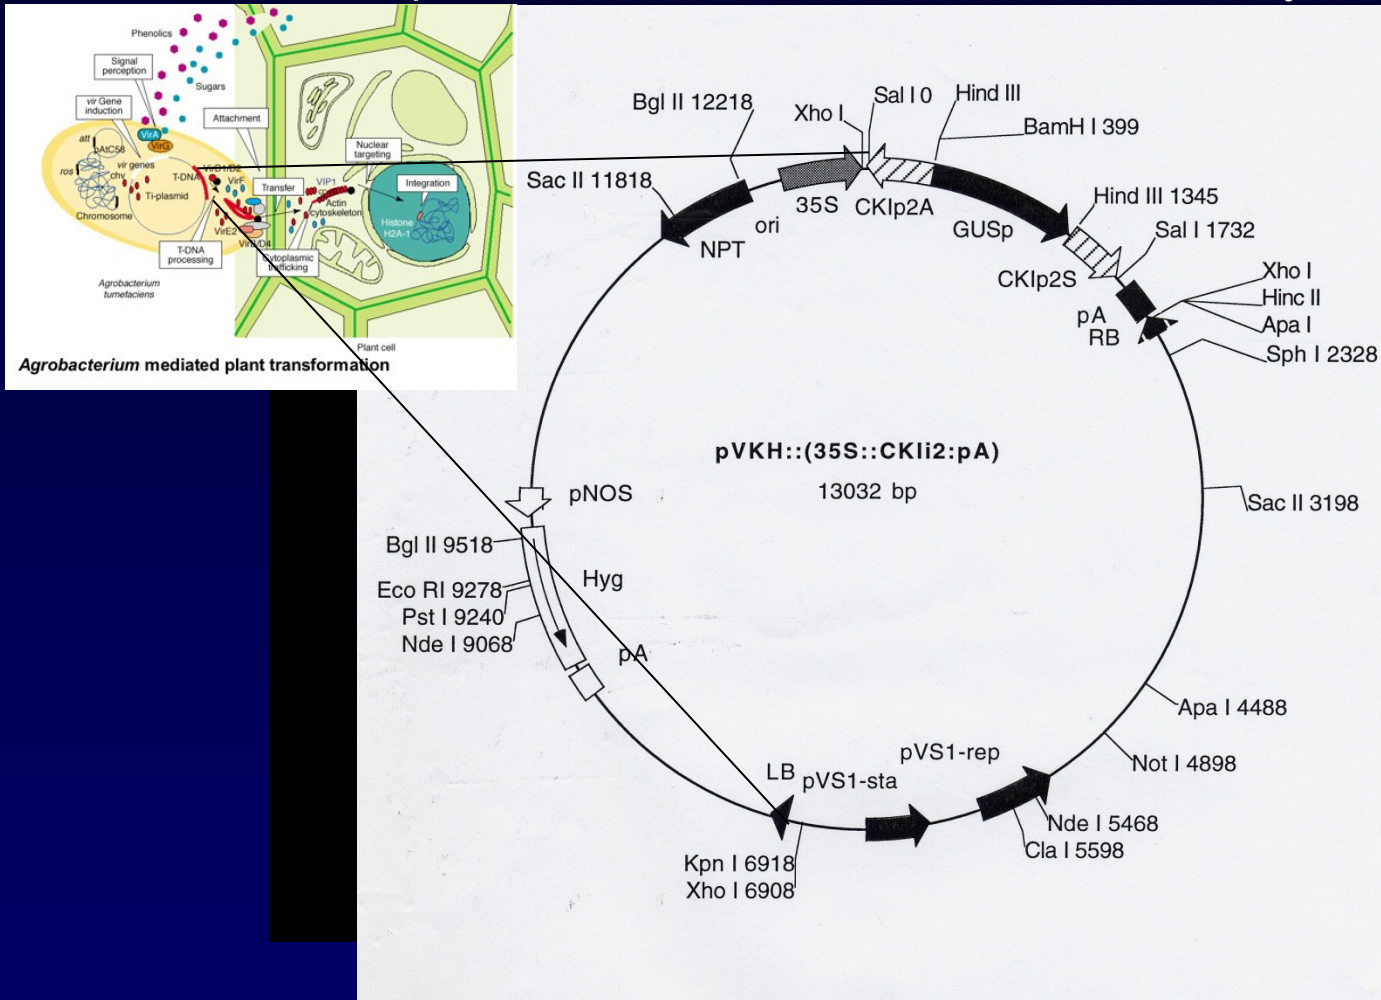 Phenolics
Signal
perception
Sugars
vir Gene
induction
Attachment
att
pAtC58
VirA
VirG
ros
vir genes
chv
Nuclear
targeting
T-DNA
VirD1/D2
VirF
Ti-plasmid
Transfer
VIP1
Integration
Actin
cytoskeleton
Chromosome
VirE2
Histone
H2A-1
T-DNA
processing
Cytoplasmic
trafficking
Agrobacterium
tumefaciens
Plant cell
Agrobacterium mediated plant transformation
Bgl II 12218
Xho I
Sal I 0
Hind III
BamH I 399
Sac II 11818
NPT
ori
35S
CKIp2A
GUSp
Hind III 1345
Sal I 1732
CKIp2S
pA
RB
Xho I
Hinc II
Apa I
Sph I 2328
pVKH::(35S::CKIi2:pA)
13032 bp
Sac II 3198
pNOS
Bgl II 9518
Eco RI 9278
Pst I 9240
Nde I 9068
Hyg
pA
Apa I 4488
Not I 4898
LB
pVS1-sta
pVS1-rep
Nde I 5468
Cla I 5598
Kpn I 6918
Xho I 6908